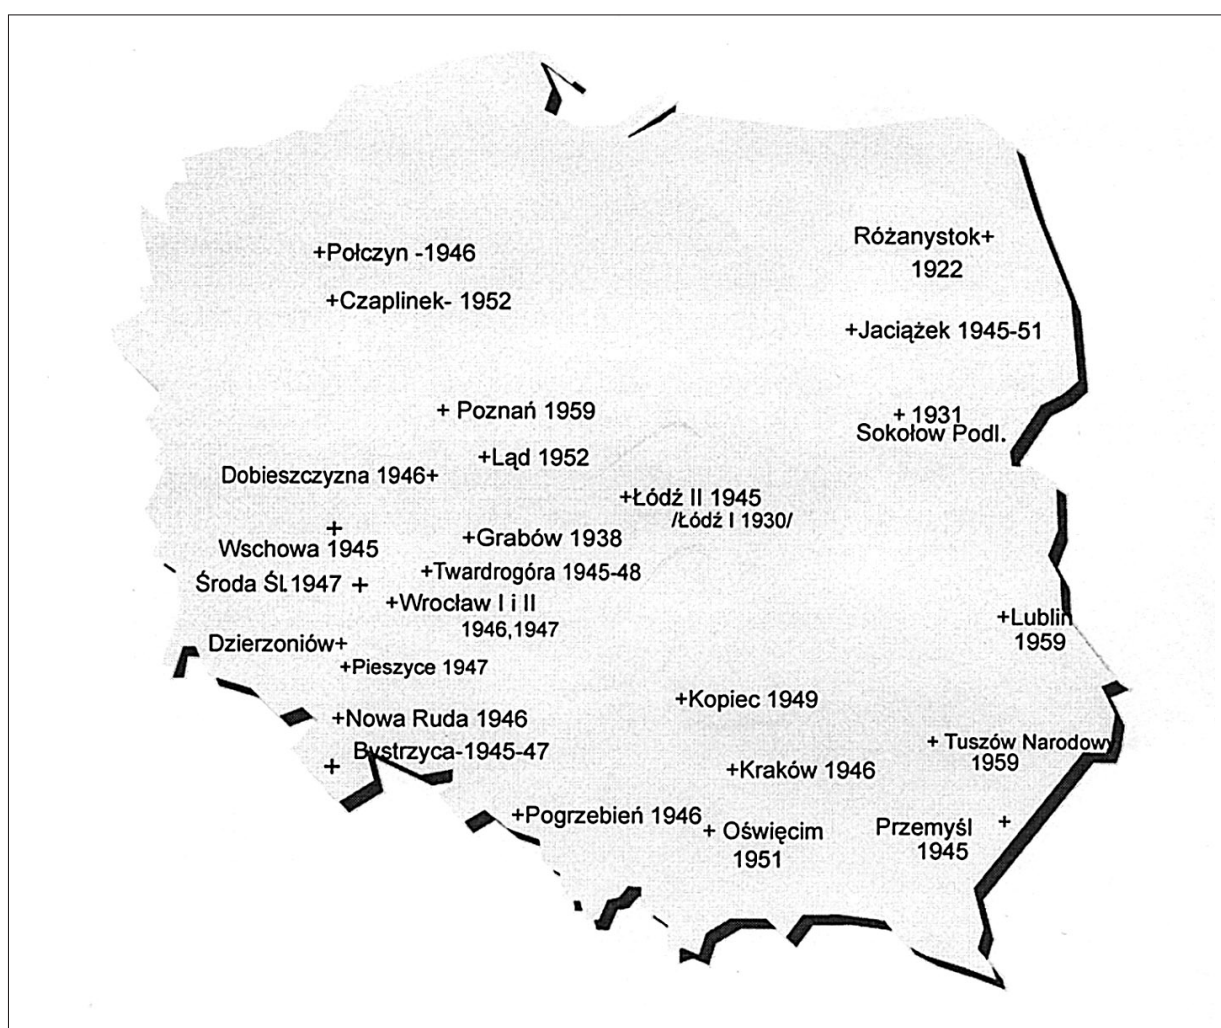 +Połczyn -1946
Różanystok+
1922
+Czaplinek- 1952
+Jaciążek 1945-51
+ Poznań 1959
+ 1931
Sokołow Podl.
+Ląd 1952
Dobieszczyzna 1946+
+Łódź II 1945
/Łódź I 1930/
+
Wschowa 1945
+Grabów 1938
+Twardrogóra 1945-48
Środa Śl.1947 +
+Wrocław I i II
1946,1947
+Lublin
1959
Dzierzoniów+
+Pieszyce 1947
+Kopiec 1949
+Nowa Ruda 1946
Bystrzyca-1945-47
+
+ Tuszów Narodowy
1959
+Kraków 1946
+Pogrzebień 1946
+ Oświęcim
1951
Przemyśl +
1945